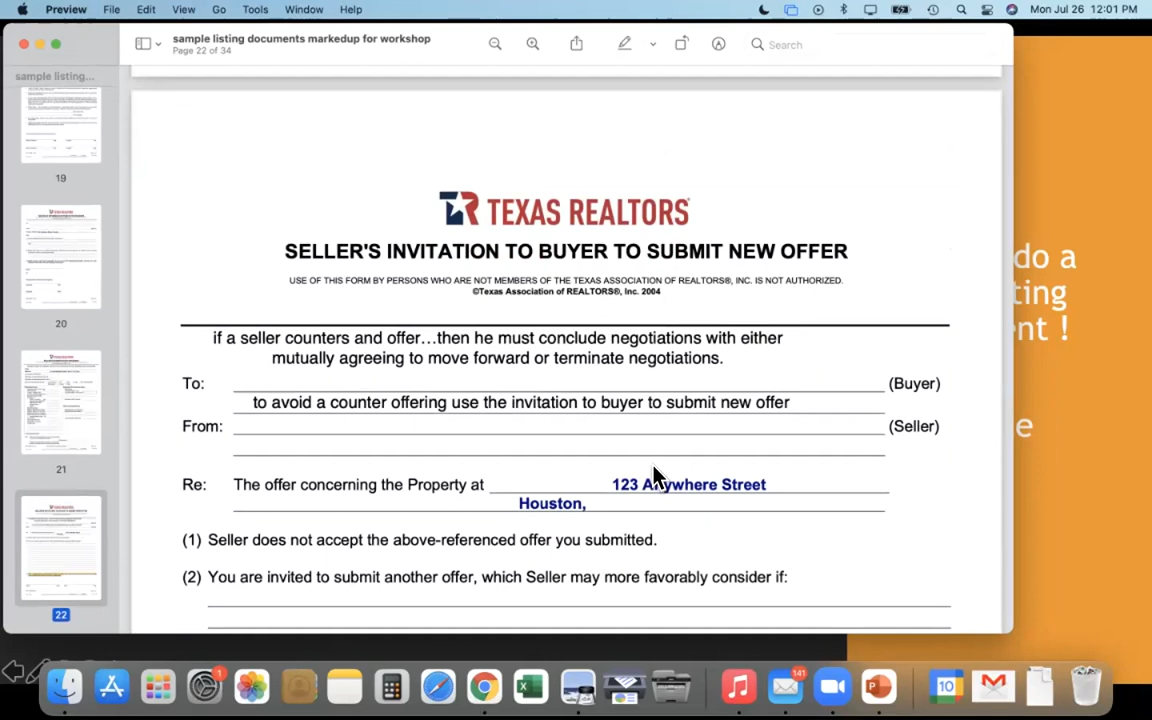 Preview File Edit View Go Tools Window Help Mon Jul 26 12:01 PM
sample listing documents markedup for workshop
Page 22 of 34
Search
sample listing...
19
20
21
22
TEXAS REALTORS
SELLER'S INVITATION TO BUYER TO SUBMIT NEW OFFER
USE OF THIS FORM BY PERSONS WHO ARE NOT MEMBERS OF THE TEXAS ASSOCIATION OF REALTORS®, INC. IS NOT AUTHORIZED.
©Texas Association of REALTORS®, Inc. 2004
if a seller counters and offer...then he must conclude negotiations with either
mutually agreeing to move forward or terminate negotiations.
To: (Buyer)
to avoid a counter offering use the invitation to buyer to submit new offer
From: (Seller)
Re: The offer concerning the Property at 123 Anywhere Street
Houston,
(1) Seller does not accept the above-referenced offer you submitted.
(2) You are invited to submit another offer, which Seller may more favorably consider if:
do a
ting
nt !
e
1
141
10